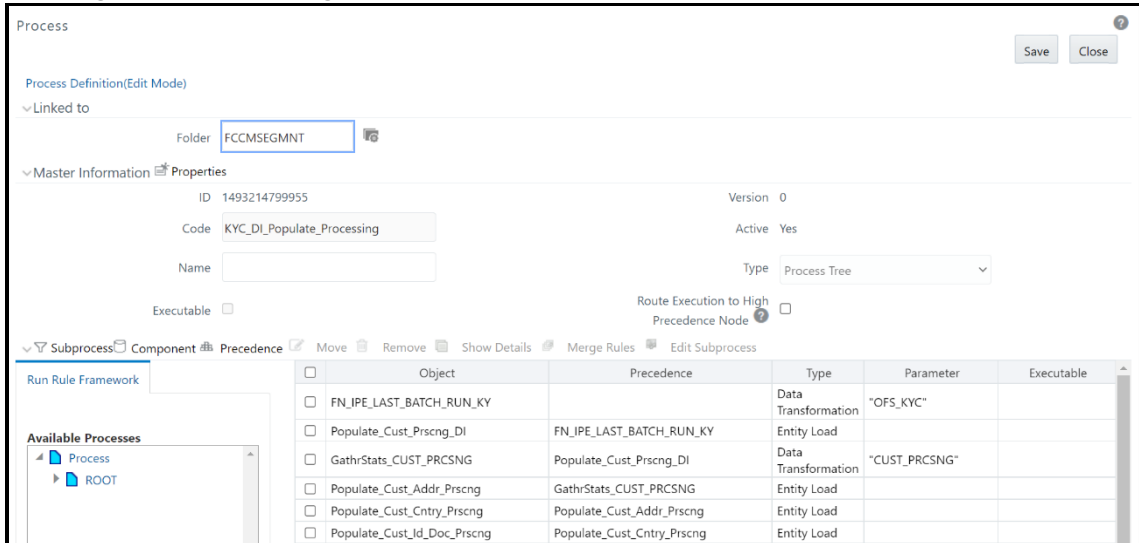 Process
Save Close
Process Definition(Edit Mode)
Linked to
Folder FCCMSEGMNT
Master Information Properties
ID 1493214799955 Version 0
Code KYC_DI_Populate_Processing Active Yes
Name Type Process Tree
Executable Route Execution to High
Precedence Node
Subprocess Component Precedence Move Remove Show Details Merge Rules Edit Subprocess
Run Rule Framework
Available Processes
Process
ROOT
Object Precedence Type Parameter Executable
FN_IPE_LAST_BATCH_RUN_KY Data Transformation "OFS_KYC"
Populate_Cust_Prscng_DI FN_IPE_LAST_BATCH_RUN_KY Entity Load
GathrStats_CUST_PRCSNG Populate_Cust_Prscng_DI Data Transformation "CUST_PRCSNG"
Populate_Cust_Addr_Prscng GathrStats_CUST_PRCSNG Entity Load
Populate_Cust_Cntry_Prscng Populate_Cust_Addr_Prscng Entity Load
Populate_Cust_Id_Doc_Prscng Populate_Cust_Cntry_Prscng Entity Load